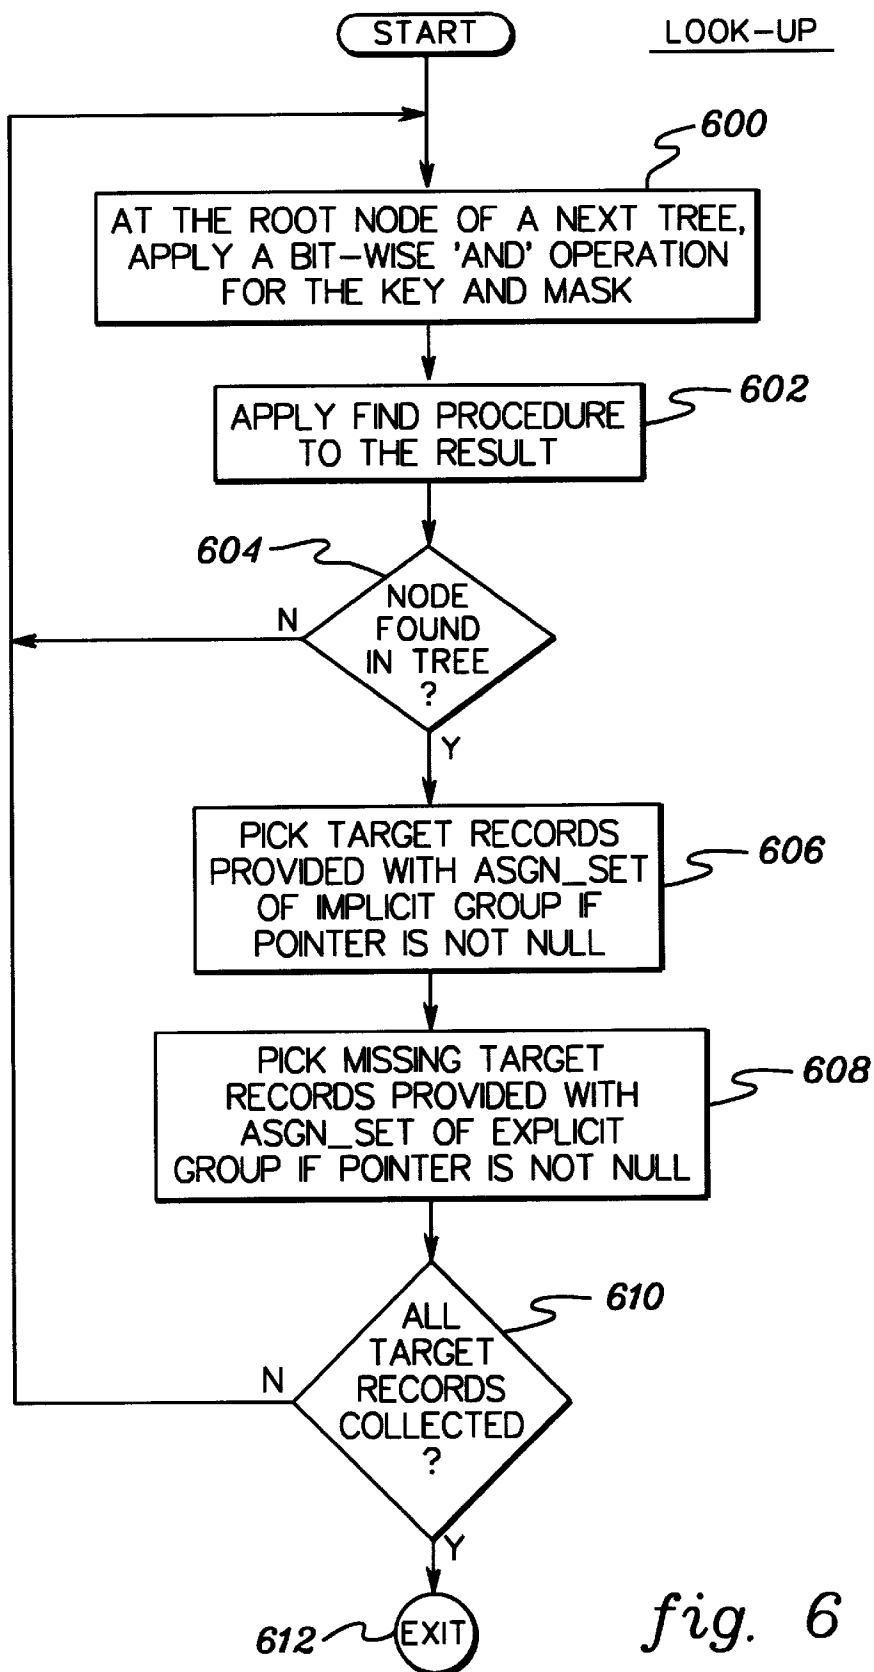 START
LOOK-UP
600
AT THE ROOT NODE OF A NEXT TREE,
APPLY A BIT-WISE 'AND' OPERATION
FOR THE KEY AND MASK
602
APPLY FIND PROCEDURE
TO THE RESULT
604
NODE
FOUND
IN TREE
?
N
Y
606
PICK TARGET RECORDS
PROVIDED WITH ASGN_SET
OF IMPLICIT GROUP IF
POINTER IS NOT NULL
608
PICK MISSING TARGET
RECORDS PROVIDED WITH
ASGN_SET OF EXPLICIT
GROUP IF POINTER IS NOT NULL
610
ALL
TARGET
RECORDS
COLLECTED
?
N
Y
612
EXIT
fig. 6